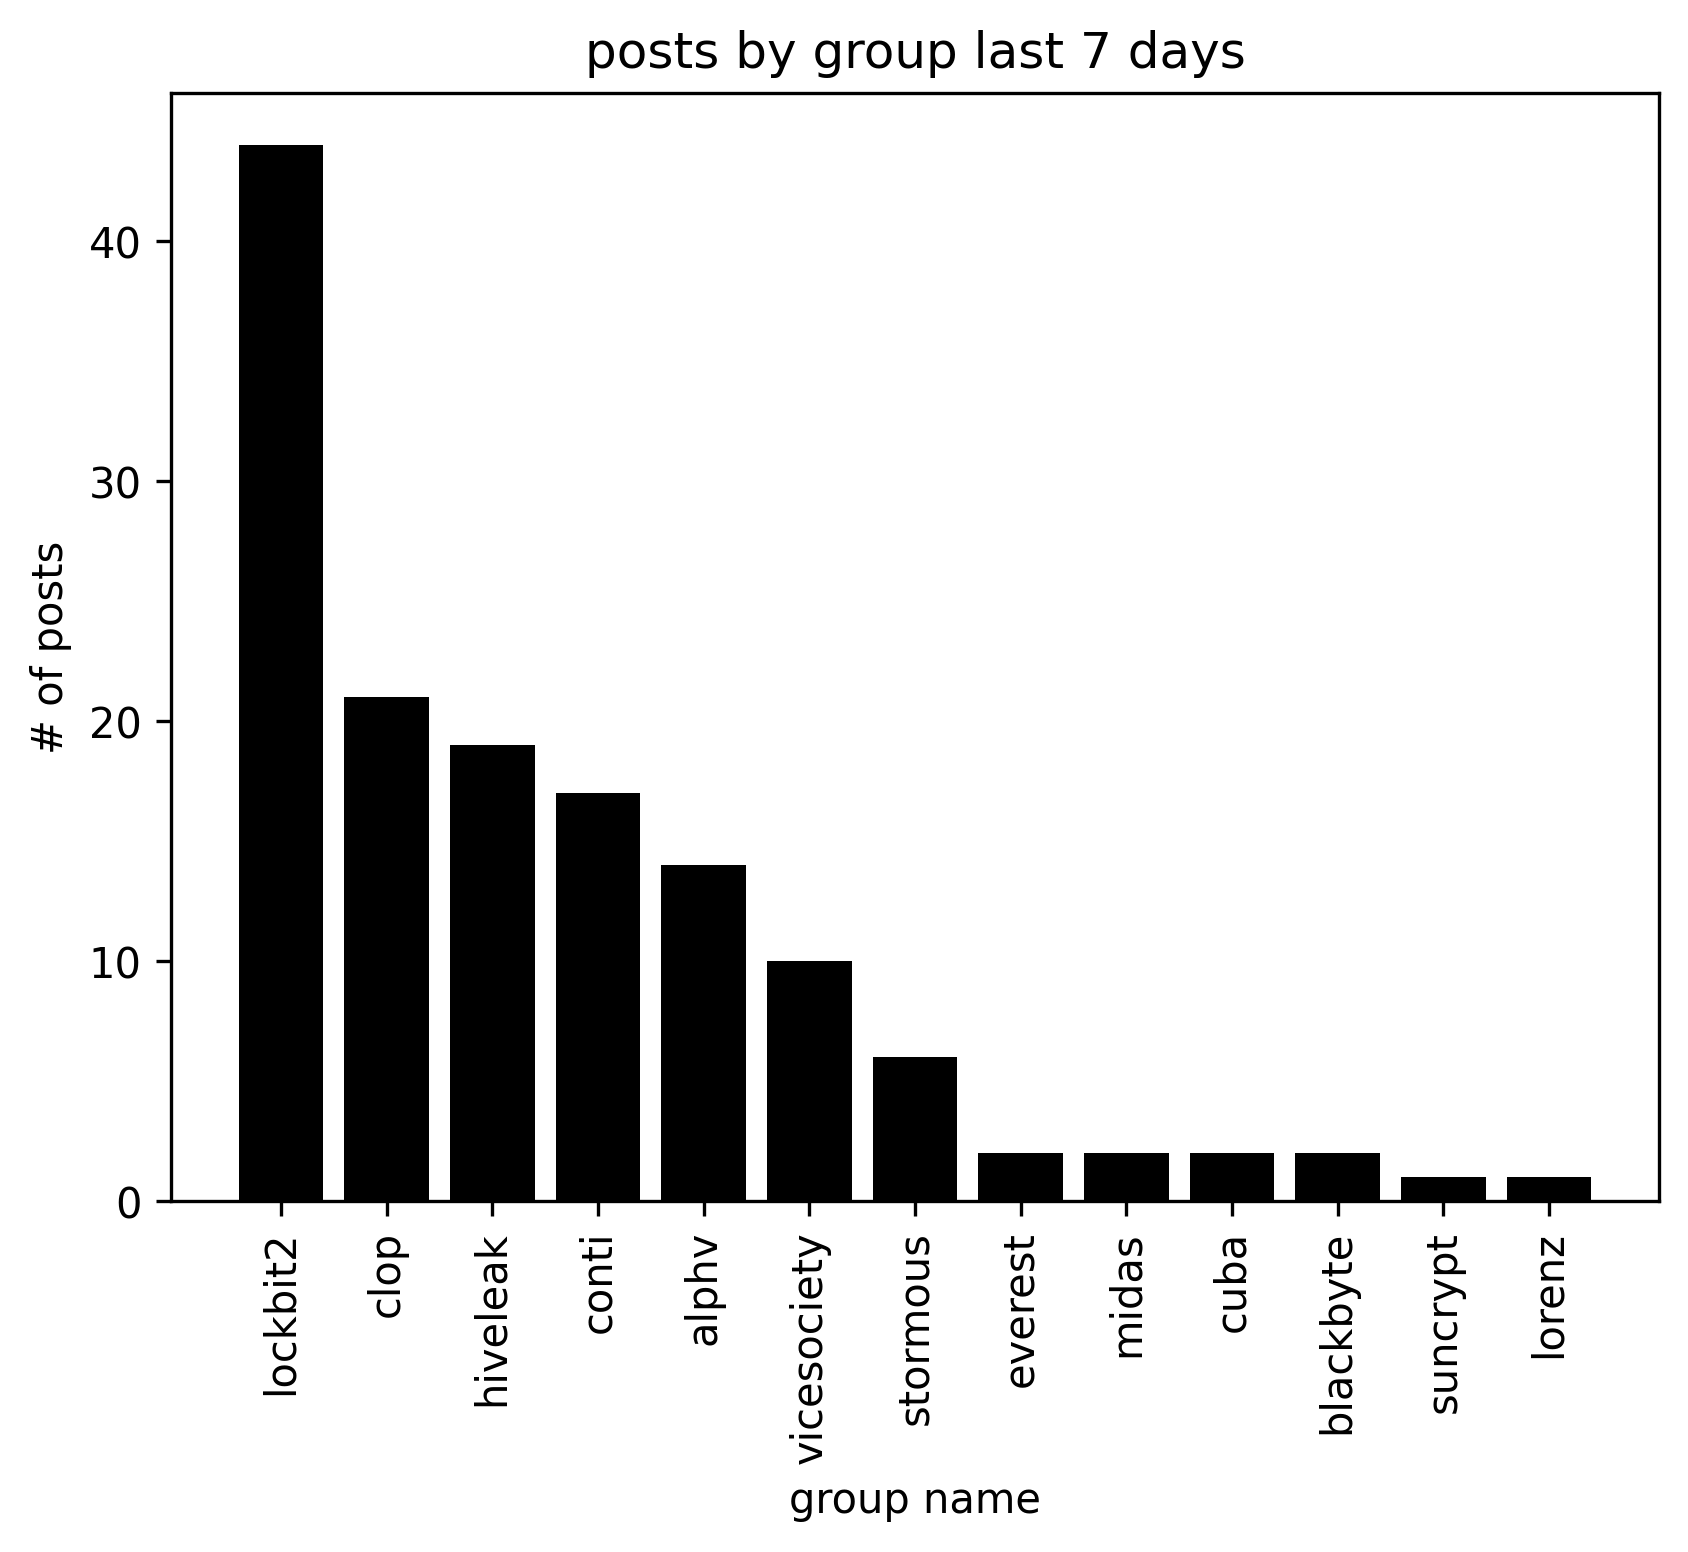 posts by group last 7 days
# of posts
40
30
20
10
0
lockbit2
clop
hiveleak
conti
alphv
vicesociety
stormous
everest
midas
cuba
blackbyte
suncrypt
lorenz
group name